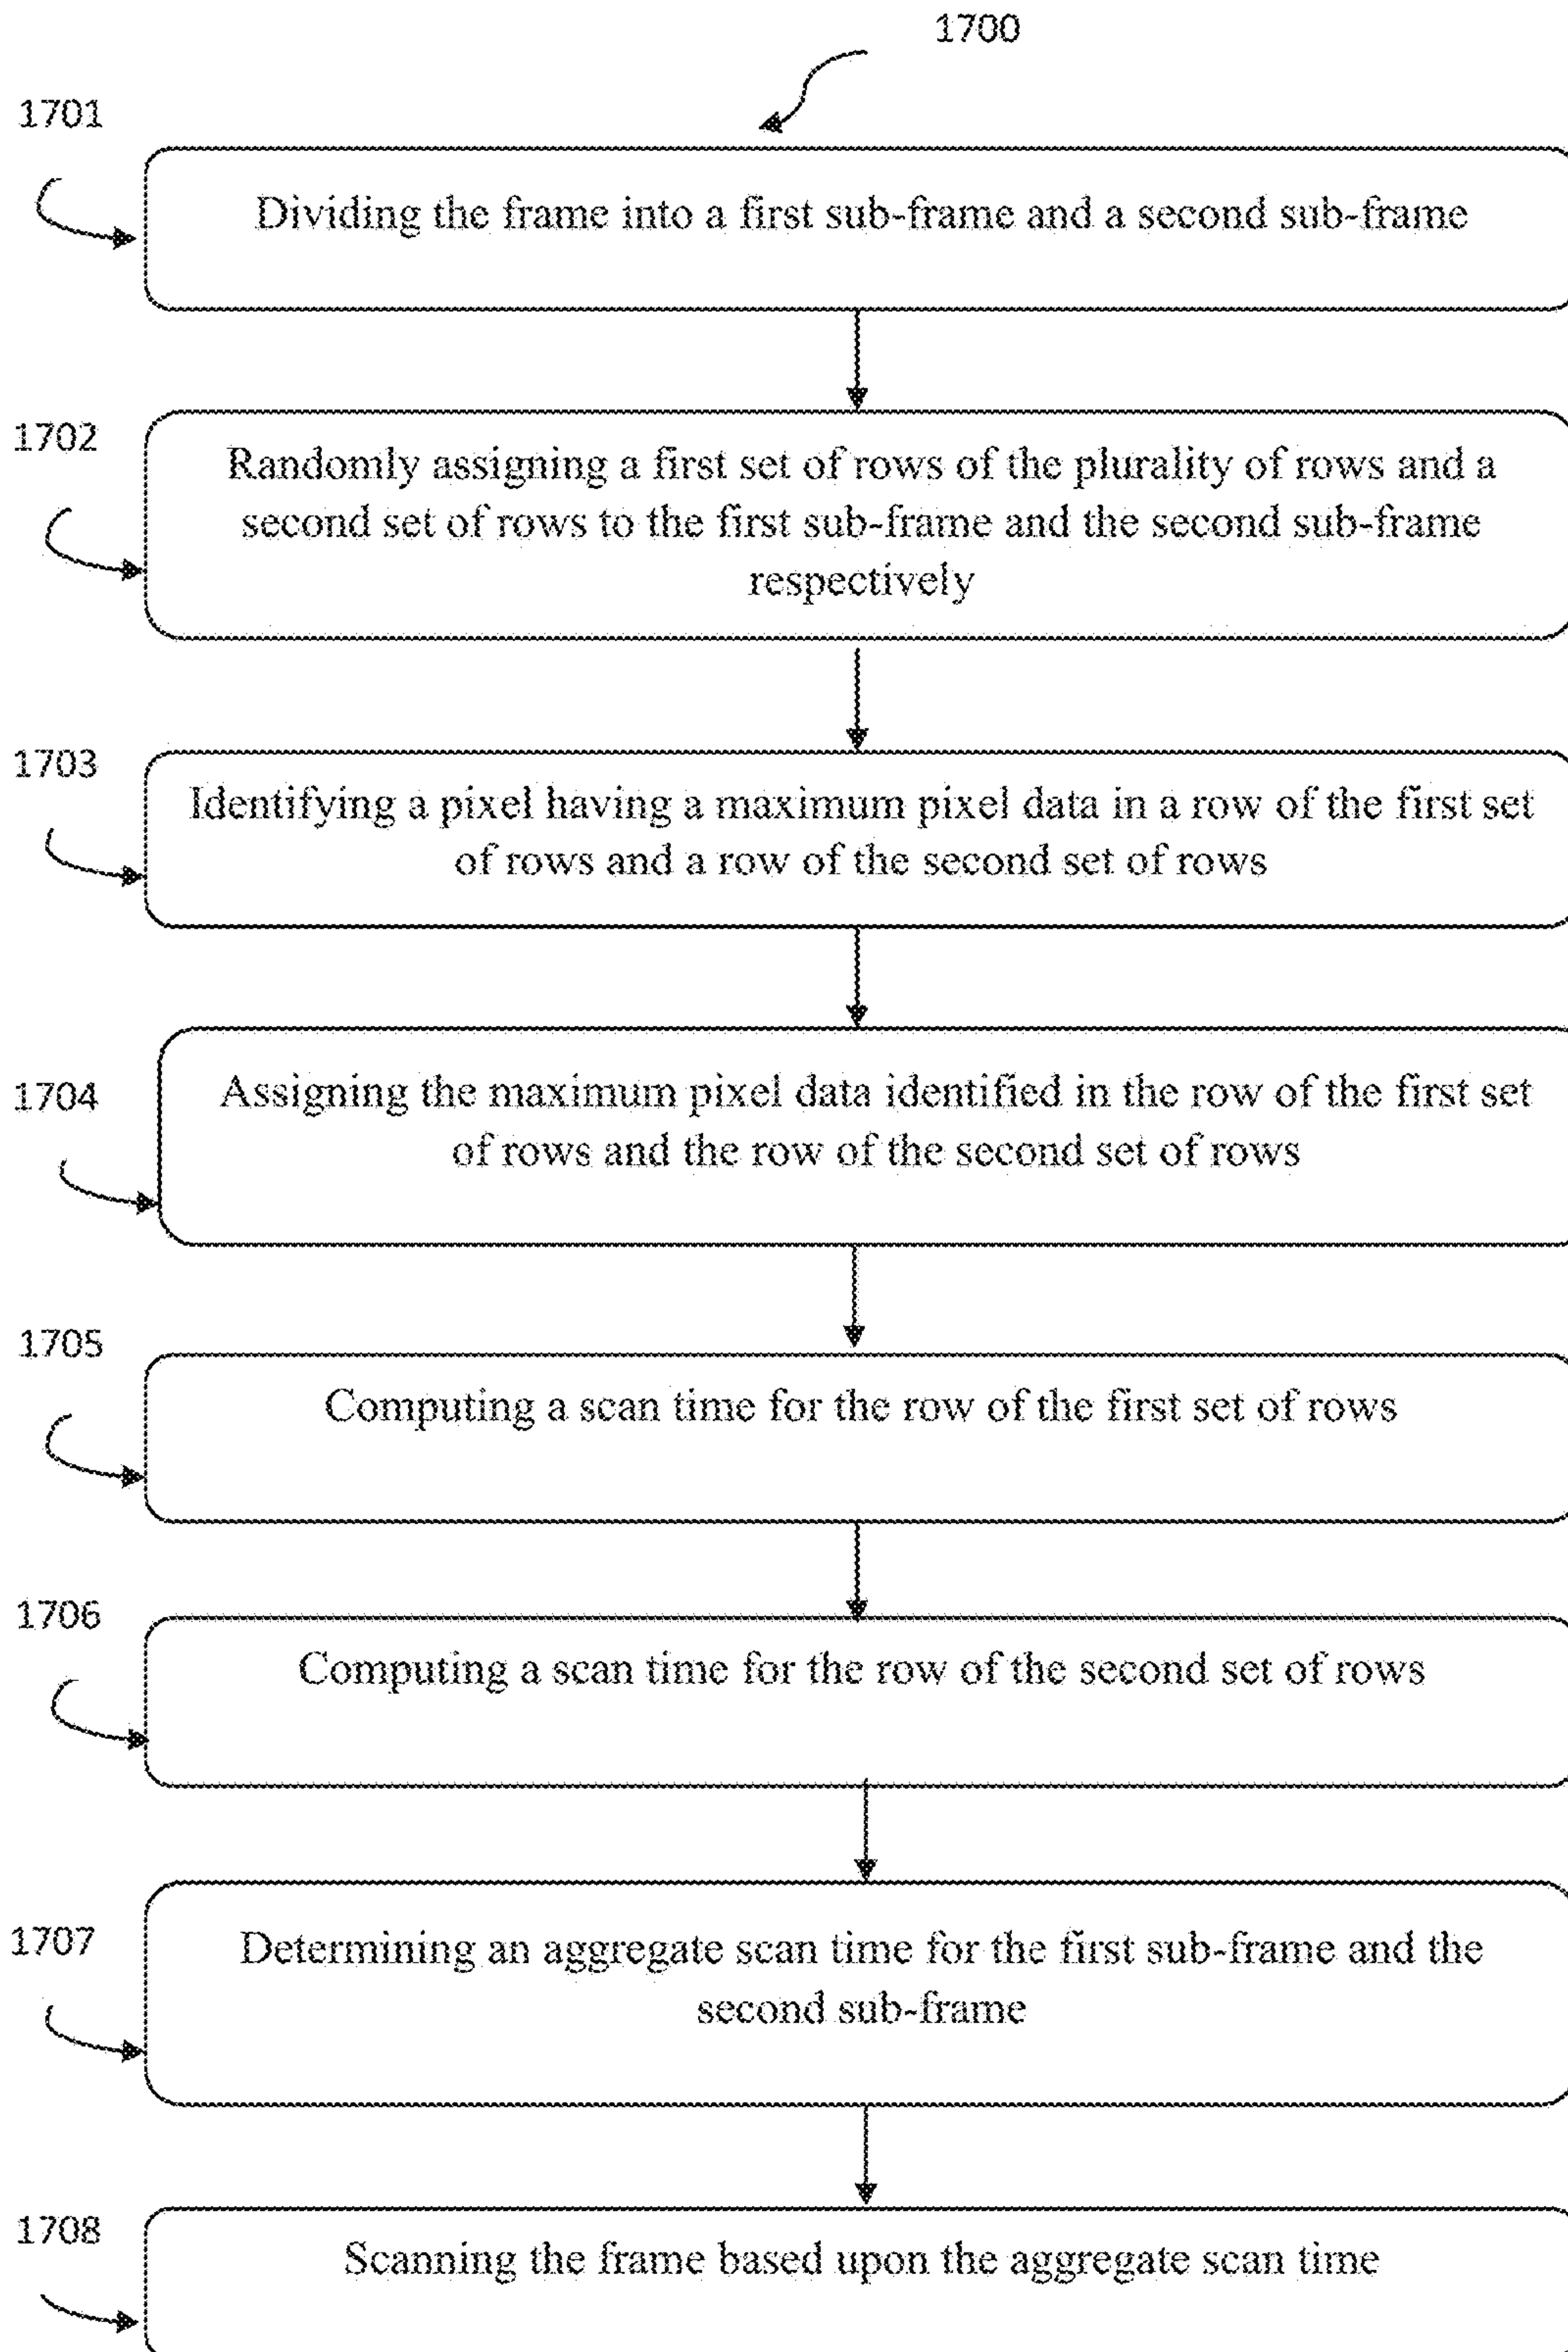 1700
1701
Dividing the frame into a first sub-frame and a second sub-frame
1702
Randomly assigning a first set of rows of the plurality of rows and a
second set of rows to the first sub-frame and the second sub-frame
respectively
1703
Identifying a pixel having a maximum pixel data in a row of the first set
of rows and a row of the second set of rows
1704
Assigning the maximum pixel data identified in the row of the first set
of rows and the row of the second set of rows
1705
Computing a scan time for the row of the first set of rows
1706
Computing a scan time for the row of the second set of rows
1707
Determining an aggregate scan time for the first sub-frame and the
second sub-frame
1708
Scanning the frame based upon the aggregate scan time